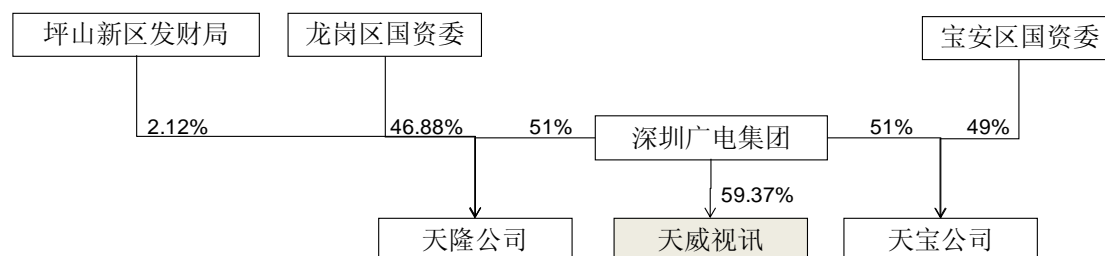 坪山新区发财局
龙岗区国资委
宝安区国资委
2.12%
46.88%
51%
深圳广电集团
51%
49%
59.37%
天隆公司
天威视讯
天宝公司